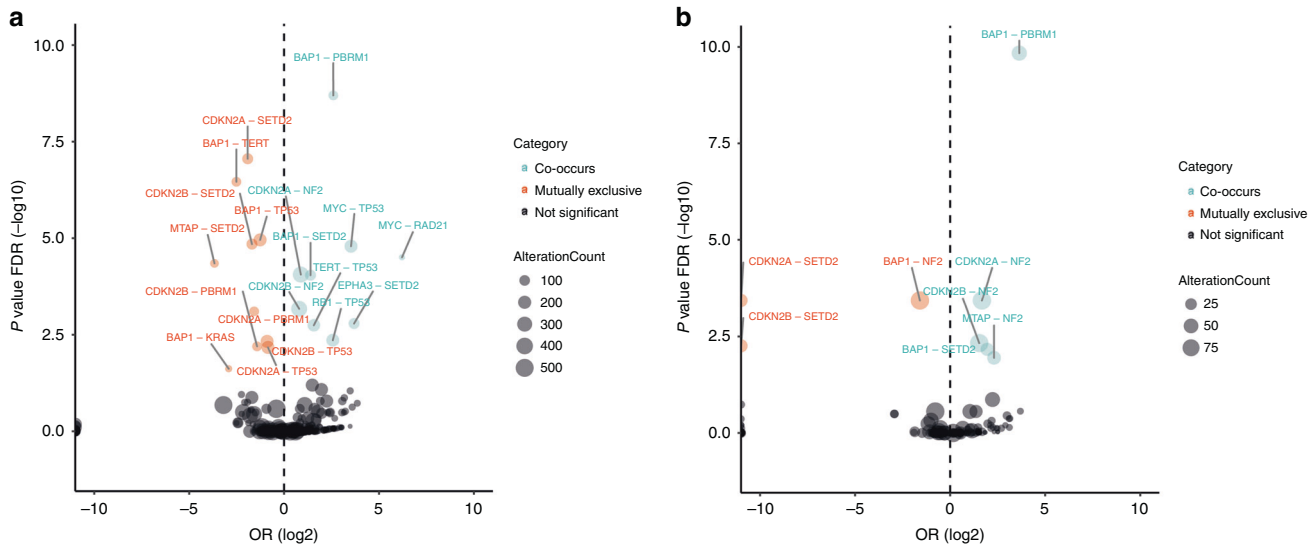 a
P value FDR (−log10)
10.0
7.5
5.0
2.5
0.0
BAP1 – PBRM1
CDKN2A – SETD2
BAP1 – TERT
CDKN2B – SETD2
CDKN2A – NF2
BAP1 – TP53
MYC – TP53
MTAP – SETD2
BAP1 – SETD2
MYC – RAD21
TERT – TP53
CDKN2B – PBRM1
CDKN2B – NF2
EPHA3 – SETD2
RB1 – TP53
CDKN2A – PBRM1
BAP1 – KRAS
CDKN2B – TP53
CDKN2A – TP53
−10
−5
0
5
10
OR (log2)
Category
a Co-occurs
a Mutually exclusive
a Not significant
AlterationCount
100
200
300
400
500
b
P value FDR (−log10)
10.0
7.5
5.0
2.5
0.0
BAP1 – PBRM1
CDKN2A – SETD2
BAP1 – NF2
CDKN2A – NF2
CDKN2B – NF2
CDKN2B – SETD2
MTAP – NF2
BAP1 – SETD2
−10
−5
0
5
10
OR (log2)
Category
a Co-occurs
a Mutually exclusive
a Not significant
AlterationCount
25
50
75